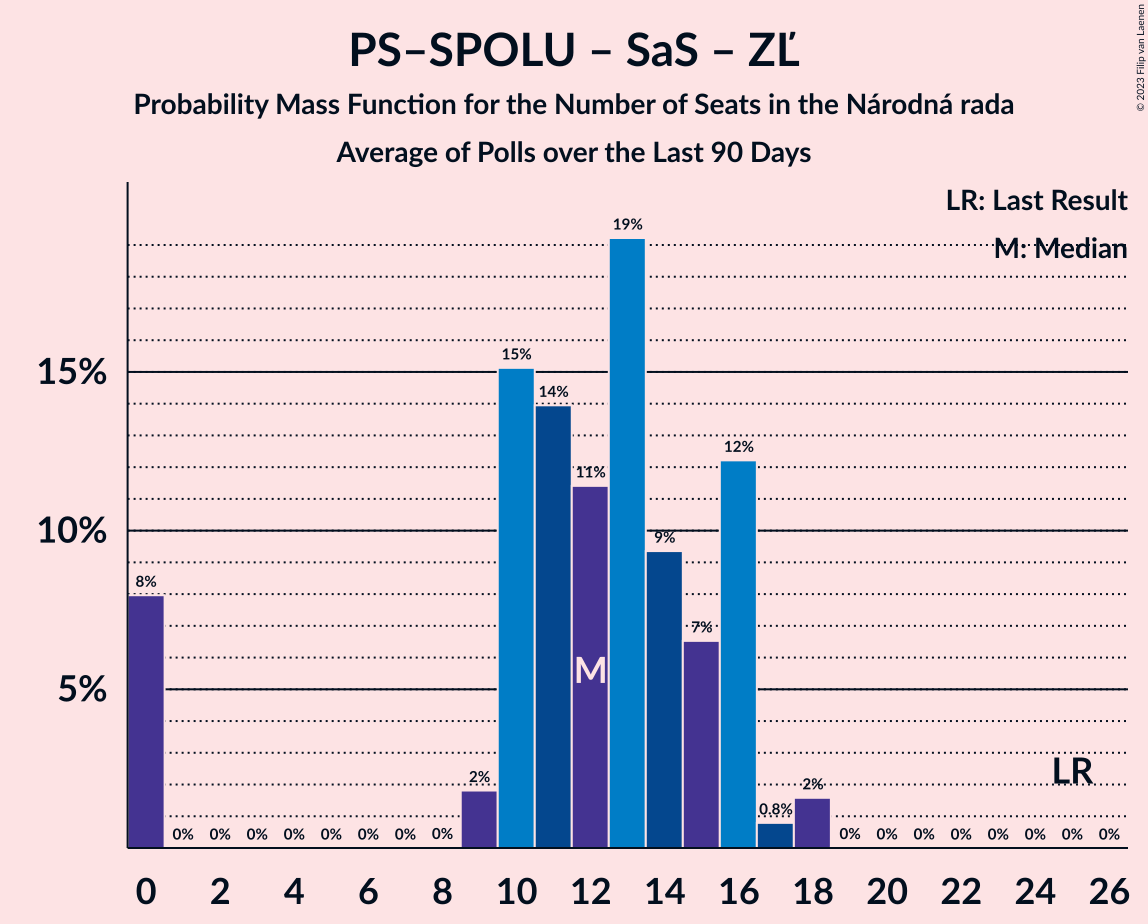 PS–SPOLU – SaS – ZĽ
Probability Mass Function for the Number of Seats in the Národná rada
Average of Polls over the Last 90 Days
© 2023 Filip van Laenen
LR: Last Result
M: Median
19%
15%
15%
14%
12%
11%
10%
9%
8%
7%
M
5%
LR
2%
2%
0.8%
0% 0% 0% 0% 0% 0% 0% 0% 0% 0% 0% 0% 0% 0% 0% 0%
0 2 4 6 8 10 12 14 16 18 20 22 24 26